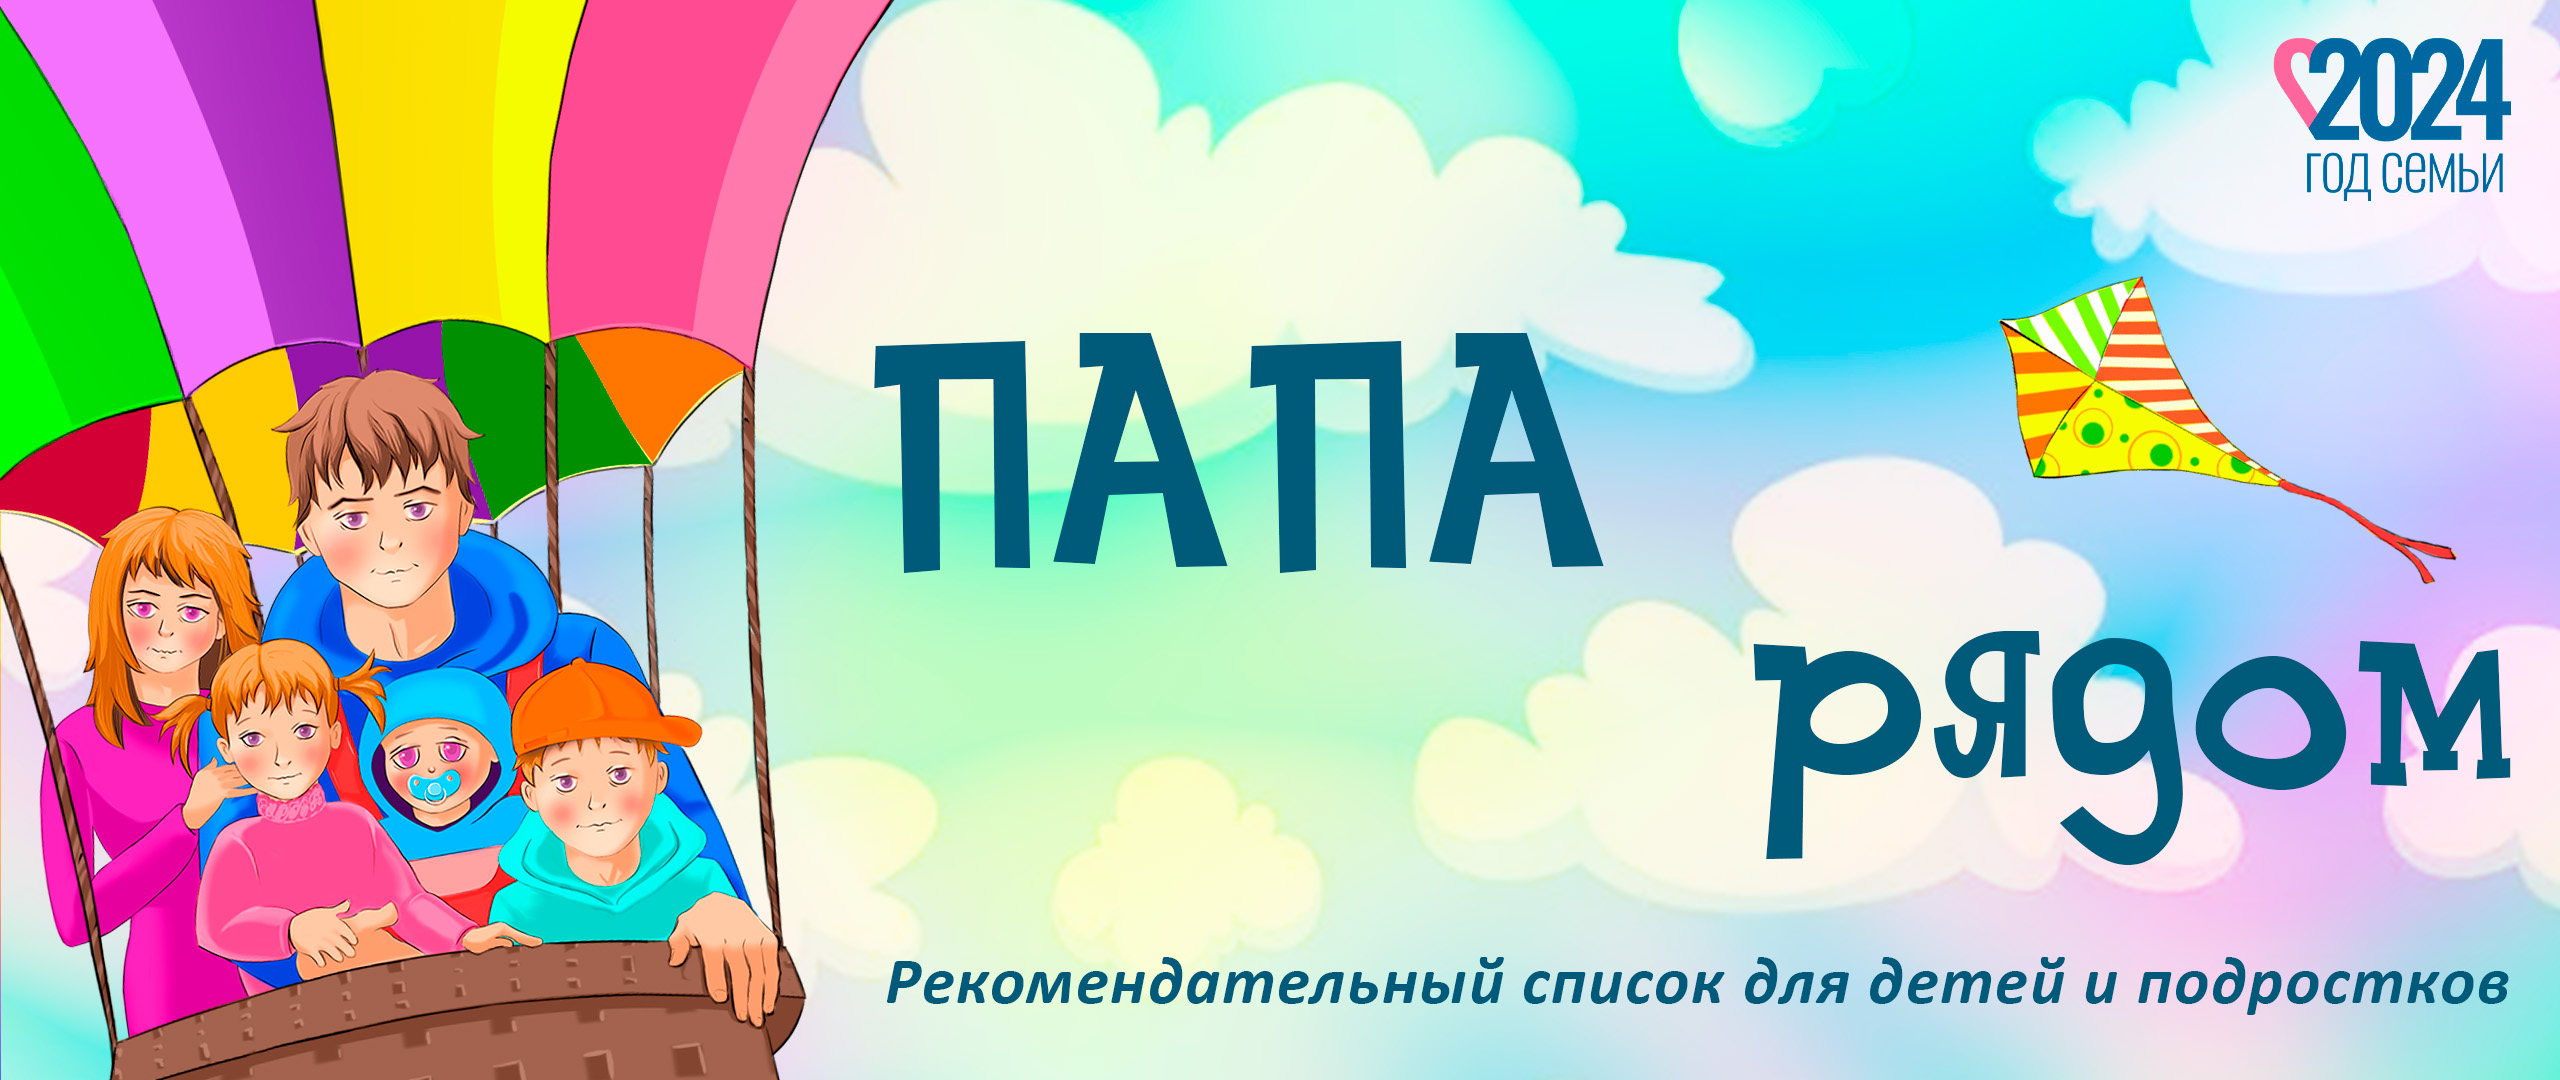 2024
ГОД СЕМЬИ
ПАПА
рядом
Рекомендательный список для детей и подростков